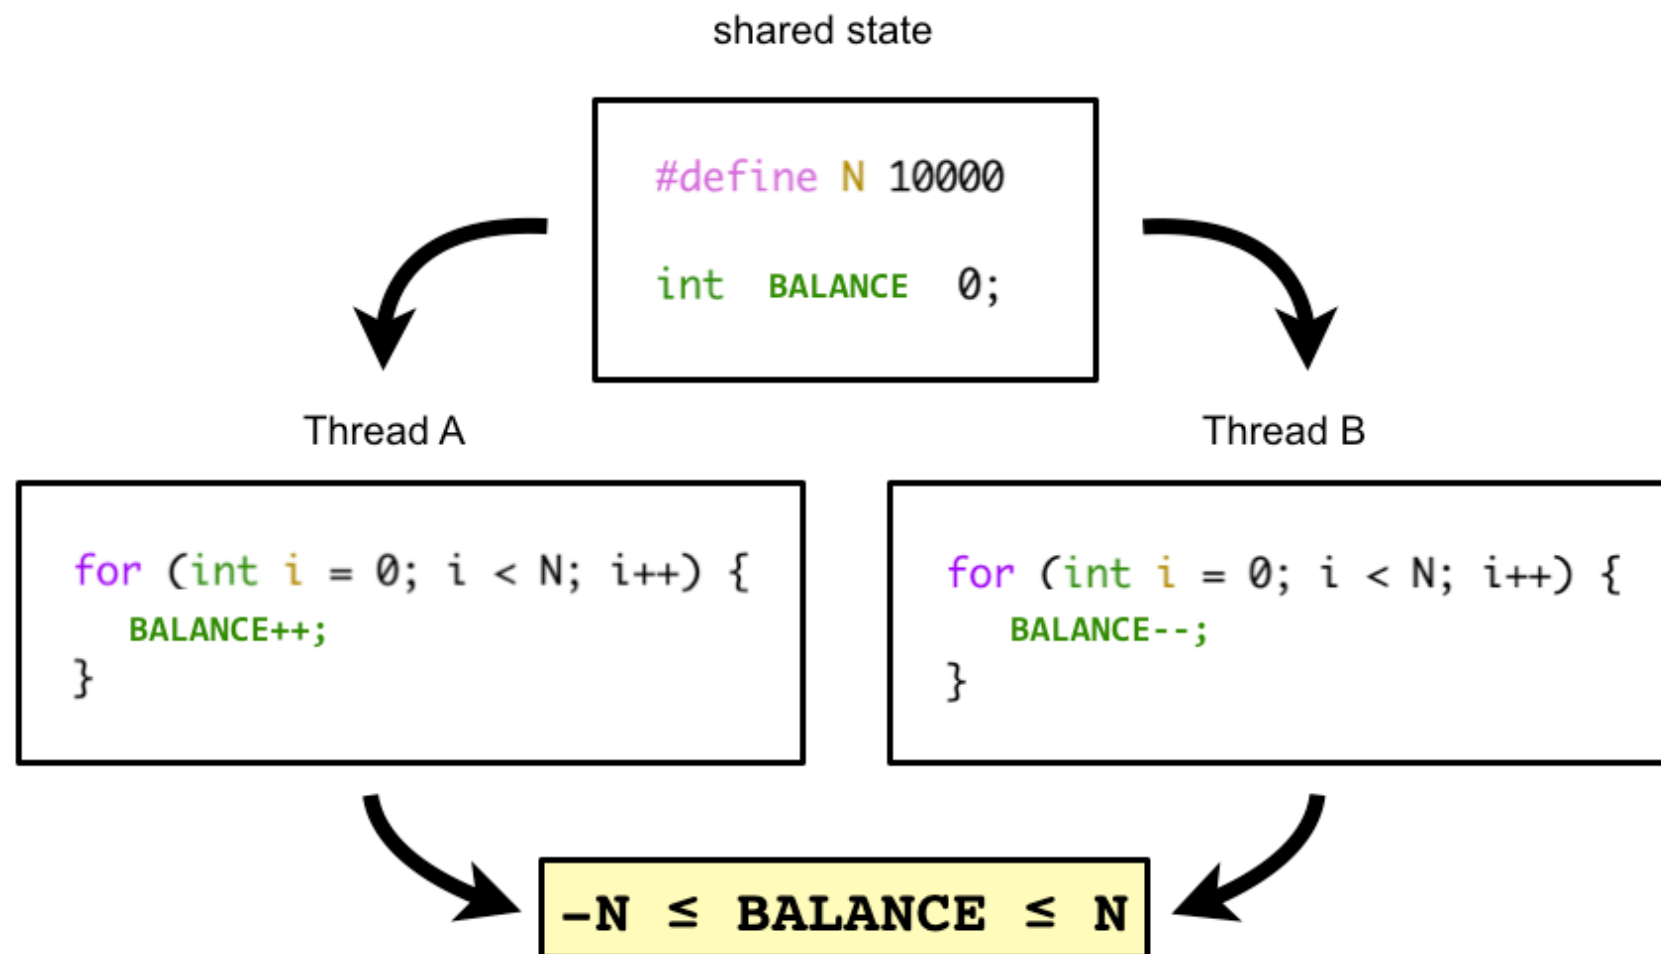 shared state
#define N 10000
int BALANCE 0;
Thread A
for (int i = 0; i < N; i++) {
BALANCE++;
}
Thread B
for (int i = 0; i < N; i++) {
BALANCE--;
}
-N ≤ BALANCE ≤ N